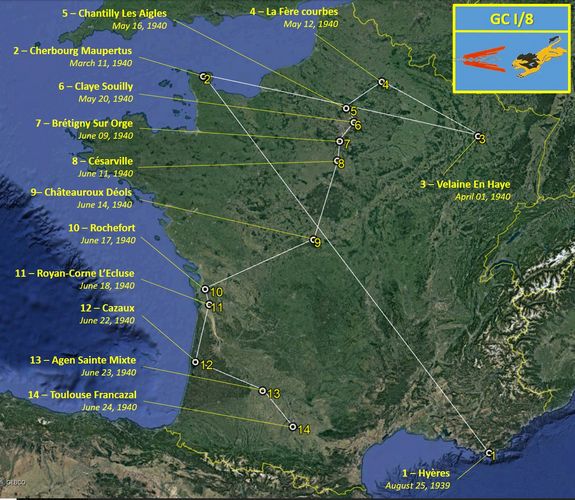 5 – Chantilly Les Aigles
May 16, 1940
4 – La Fère courbes
May 12, 1940
GC I/8
2 – Cherbourg Maupertus
March 11, 1940
6 – Claye Souilly
May 20, 1940
7 – Brétigny Sur Orge
June 09, 1940
8 – Césarville
June 11, 1940
3 – Velaine En Haye
April 01, 1940
9– Châteauroux Déols
June 14, 1940
10 – Rochefort
June 17, 1940
11 – Royan-Corne L'Ecluse
June 18, 1940
12 – Cazaux
June 22, 1940
13 – Agen Sainte Mixte
June 23, 1940
14 – Toulouse Francazal
June 24, 1940
1 – Hyères
August 25, 1939
2
4
5
6
3
7
8
9
10
11
12
13
14
1